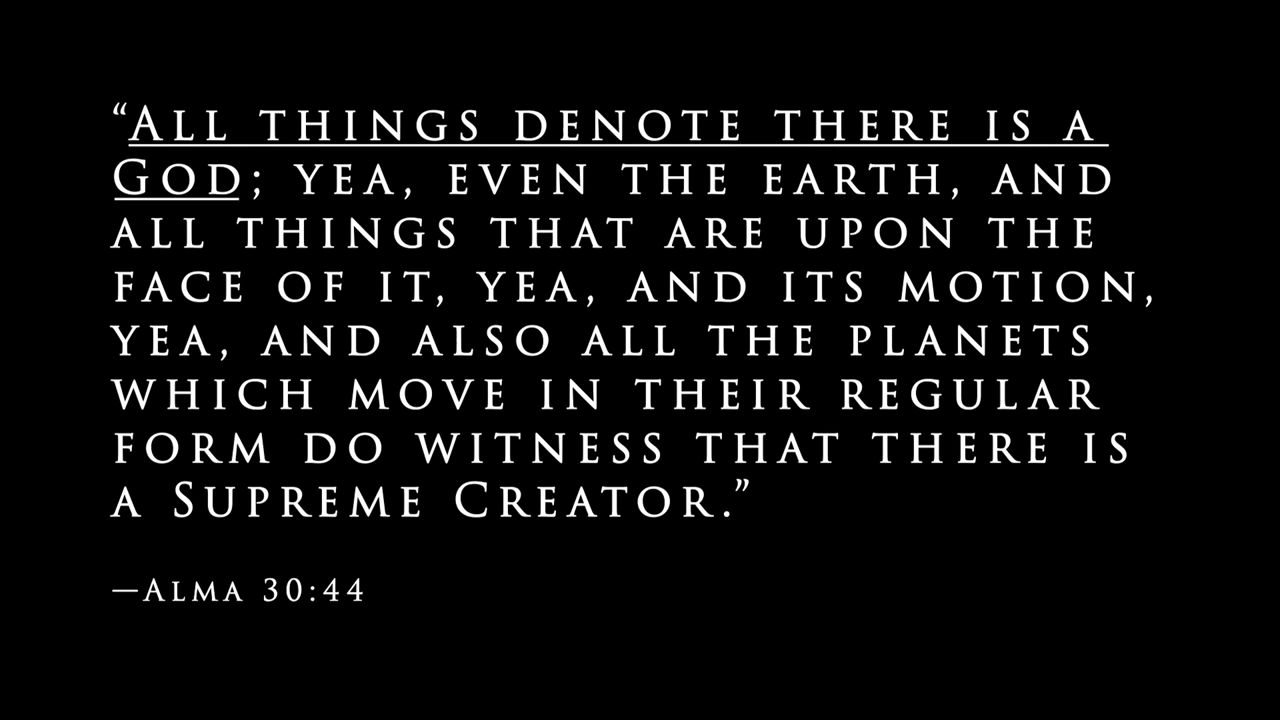 “All things denote there is a
God; yea, even the earth, and
all things that are upon the
face of it, yea, and its motion,
yea, and also all the planets
which move in their regular
form do witness that there is
a Supreme Creator.”
—Alma 30:44